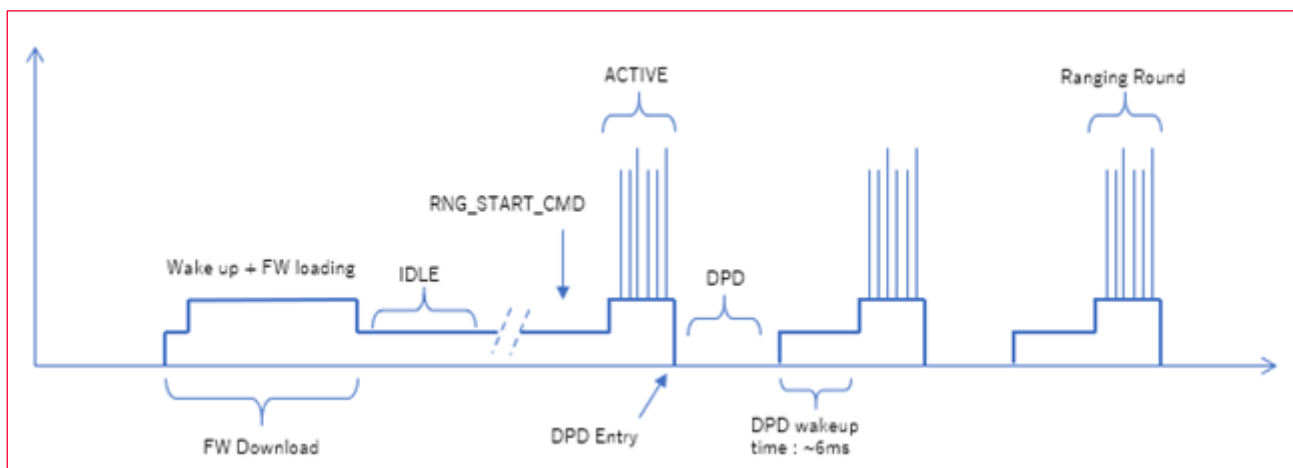 ACTIVE
Ranging Round
RNG_START_CMD
Wake up + FW loading
IDLE
DPD
FW Download
DPD Entry
DPD wakeup
time : ~6ms